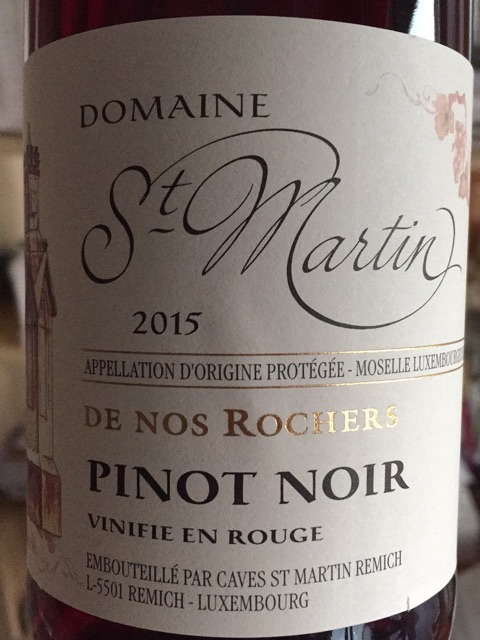 DOMAINE
St Martin
2015
APPELLATION D'ORIGINE PROTÉGÉE - MOSELLE LUXEMBOURG
DE NOS ROCHERS
PINOT NOIR
VINIFIE EN ROUGE
EMBOUTEILLÉ PAR CAVES ST MARTIN REMICH
L-5501 REMICH - LUXEMBOURG